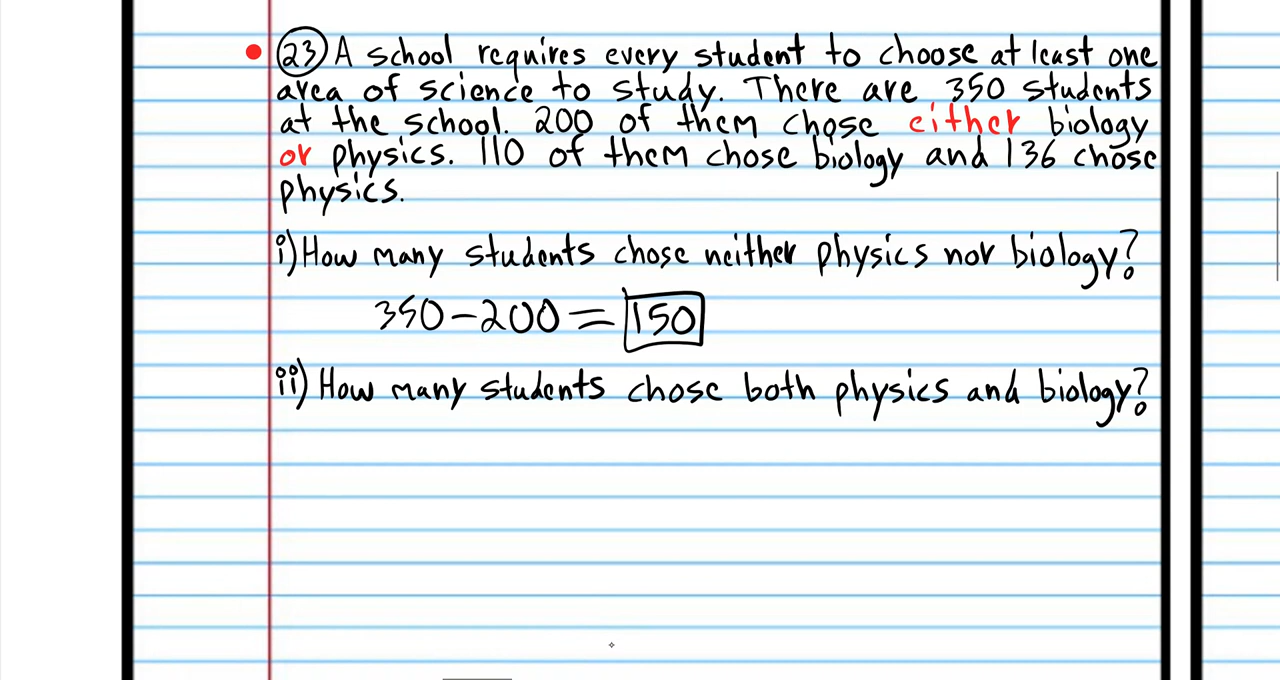 23 A school requires every student to choose at least one
area of science to study. There are 350 students
at the school. 200 of them chose either biology
or physics. 110 of them chose biology and 136 chose
physics.
i) How many students chose neither physics nor biology?
350-200=150
ii) How many students chose both physics and biology?